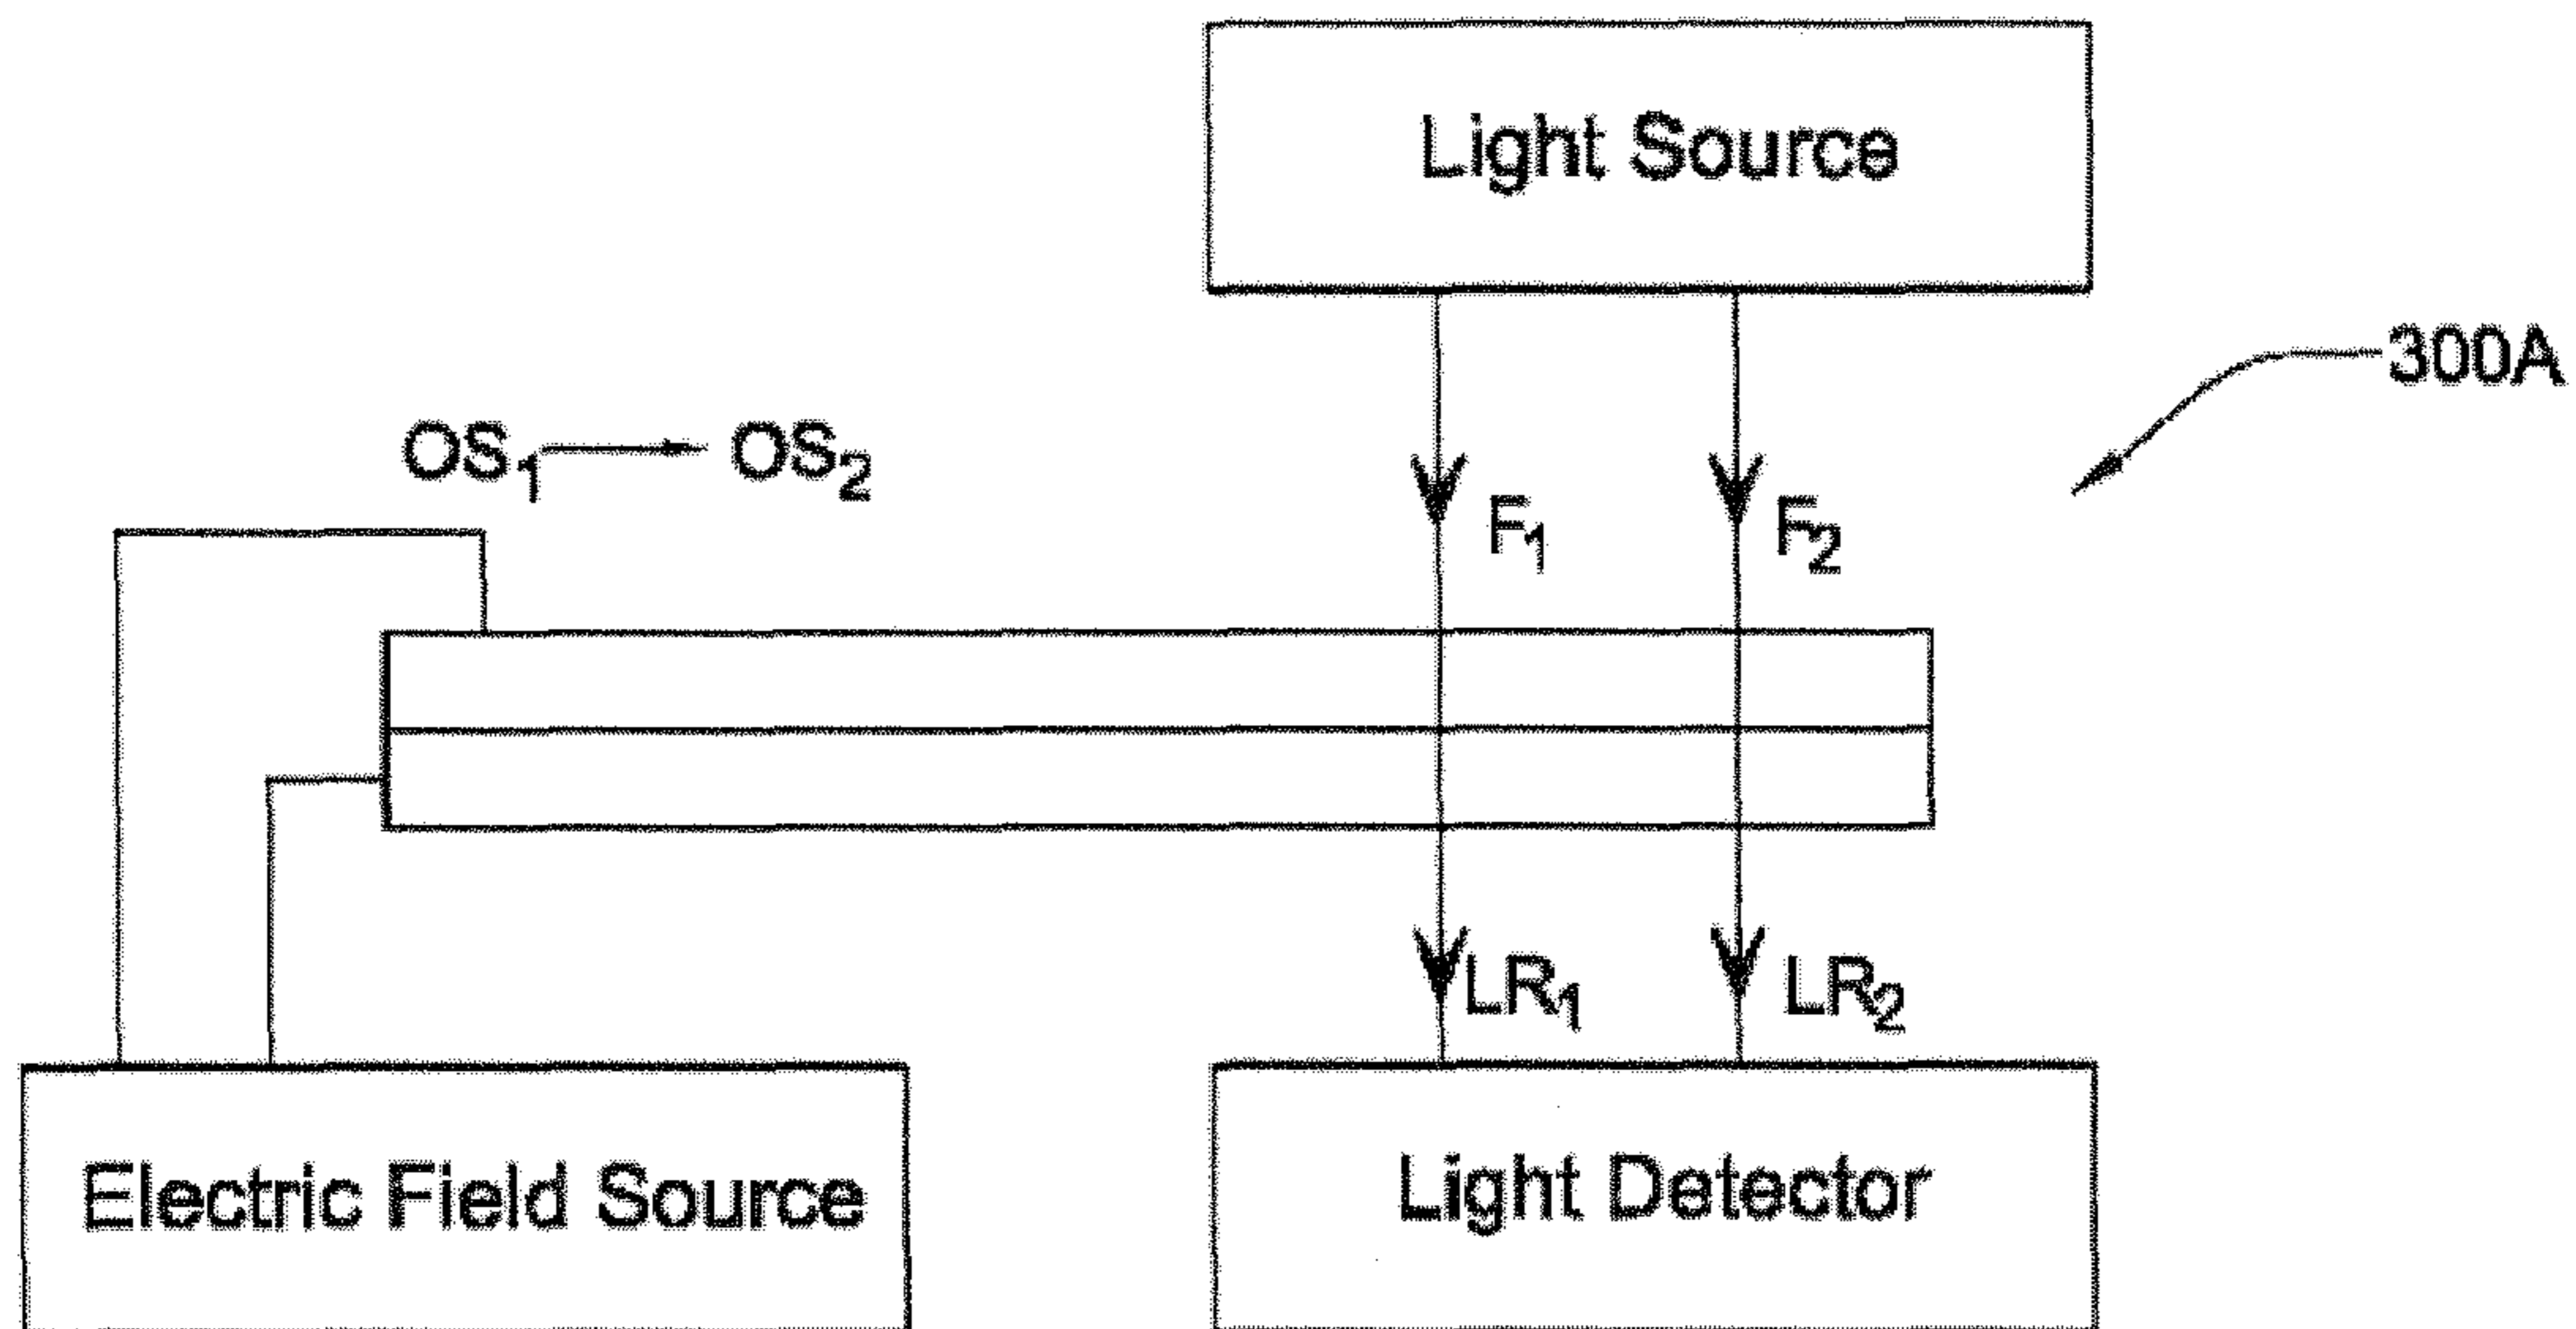 Light Source
300A
OS₁ → OS₂
F₁ F₂
LR₁ LR₂
Electric Field Source
Light Detector